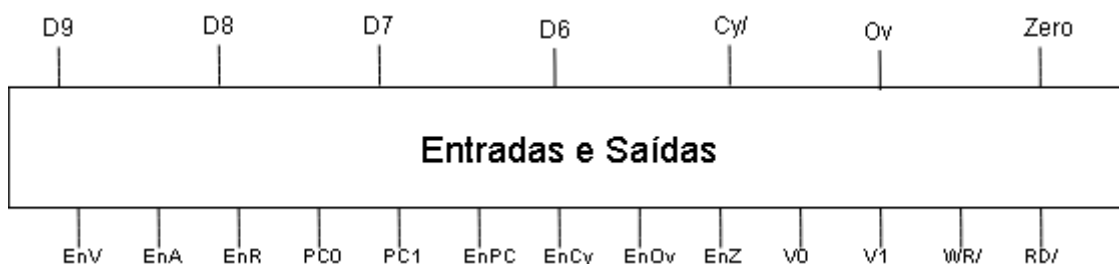 D9 D8 D7 D6 Cy/ Ov Zero
Entradas e Saídas
EnV EnA EnR PC0 PC1 EnPC EnCy EnOv EnZ V0 V1 WR/ RD/